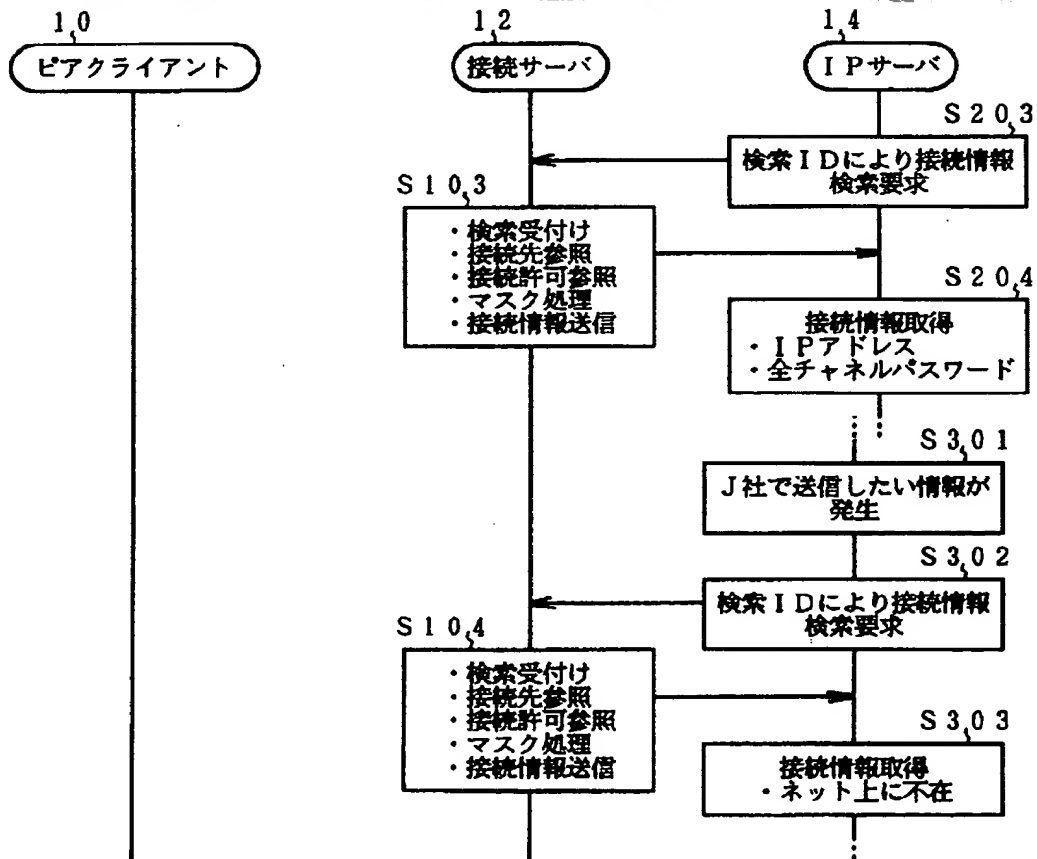 10
ピアクライアント
12
接続サーバ
14
IPサーバ
S203
検索IDにより接続情報
検索要求
S103
・検索受付け
・接続先参照
・接続許可参照
・マスク処理
・接続情報送信
S204
接続情報取得
・IPアドレス
・全チャネルパスワード
S301
J社で送信したい情報が
発生
S302
検索IDにより接続情報
検索要求
S104
・検索受付け
・接続先参照
・接続許可参照
・マスク処理
・接続情報送信
S303
接続情報取得
・ネット上に不在